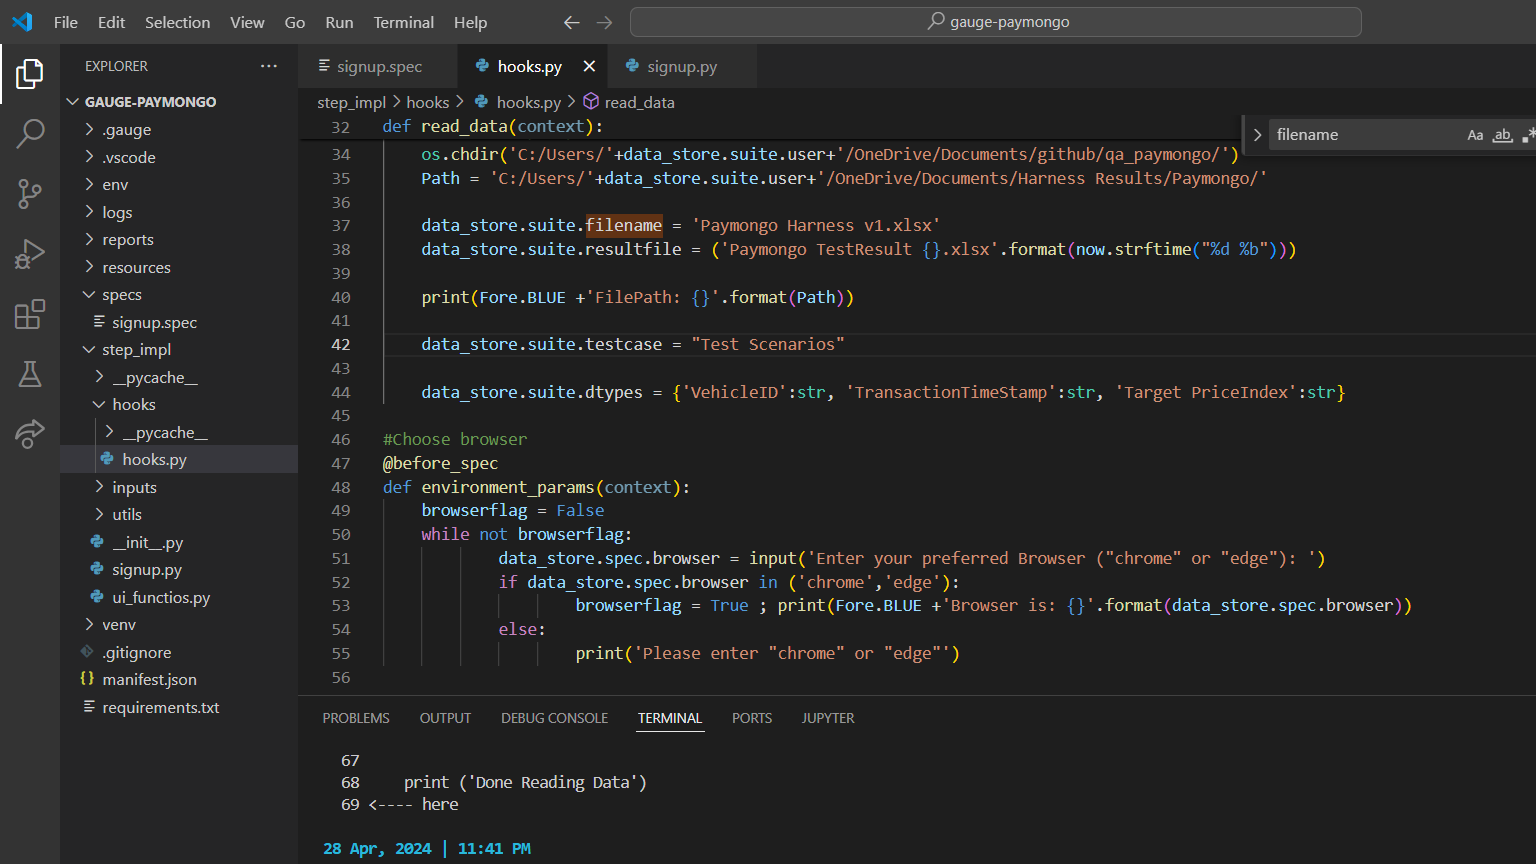 File Edit Selection View Go Run Terminal Help
gauge-paymongo
EXPLORER
signup.spec
hooks.py
signup.py
GAUGE-PAYMONGO
.gauge
.vscode
env
logs
reports
resources
specs
signup.spec
step_impl
__pycache__
hooks
__pycache__
hooks.py
inputs
utils
__init__.py
signup.py
ui_functios.py
venv
.gitignore
manifest.json
requirements.txt
step_impl > hooks > hooks.py > read_data
filename
Aa ab .*
32 def read_data(context):
34 os.chdir('C:/Users/'+data_store.suite.user+'/OneDrive/Documents/github/qa_paymongo/')
35 Path = 'C:/Users/'+data_store.suite.user+'/OneDrive/Documents/Harness Results/Paymongo/'
36
37 data_store.suite.filename = 'Paymongo Harness v1.xlsx'
38 data_store.suite.resultfile = ('Paymongo TestResult {}.xlsx'.format(now.strftime("%d %b")))
39
40 print(Fore.BLUE +'FilePath: {}'.format(Path))
41
42 data_store.suite.testcase = "Test Scenarios"
43
44 data_store.suite.dtypes = {'VehicleID':str, 'TransactionTimeStamp':str, 'Target PriceIndex':str}
45
46 #Choose browser
47 @before_spec
48 def environment_params(context):
49 browserflag = False
50 while not browserflag:
51 data_store.spec.browser = input('Enter your preferred Browser ("chrome" or "edge"): ')
52 if data_store.spec.browser in ('chrome','edge'):
53 browserflag = True ; print(Fore.BLUE +'Browser is: {}'.format(data_store.spec.browser))
54 else:
55 print('Please enter "chrome" or "edge"')
56
PROBLEMS OUTPUT DEBUG CONSOLE TERMINAL PORTS JUPYTER
67
68 print ('Done Reading Data')
69 <---- here
28 Apr, 2024 | 11:41 PM